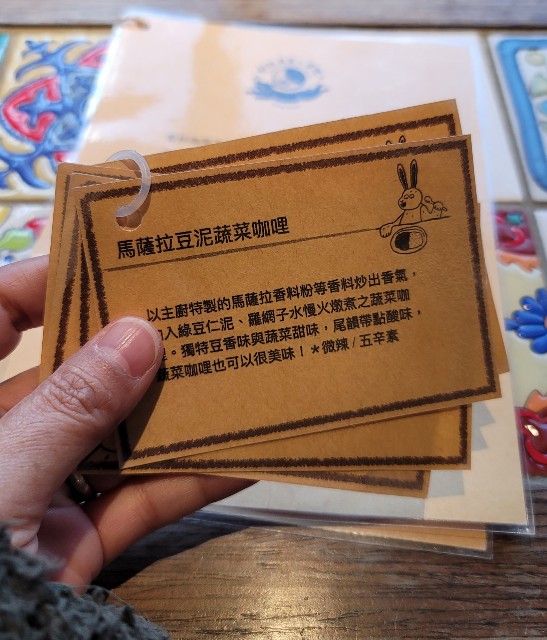 馬薩拉豆泥蔬菜咖哩
以主廚特製的馬薩拉香料粉等香料炒出香氣，
入綠豆仁泥、羅網子水慢火燉煮之蔬菜咖
。獨特豆香味與蔬菜甜味，尾韻帶點酸味，
蔬菜咖哩也可以很美味！＊微辣 / 五辛素